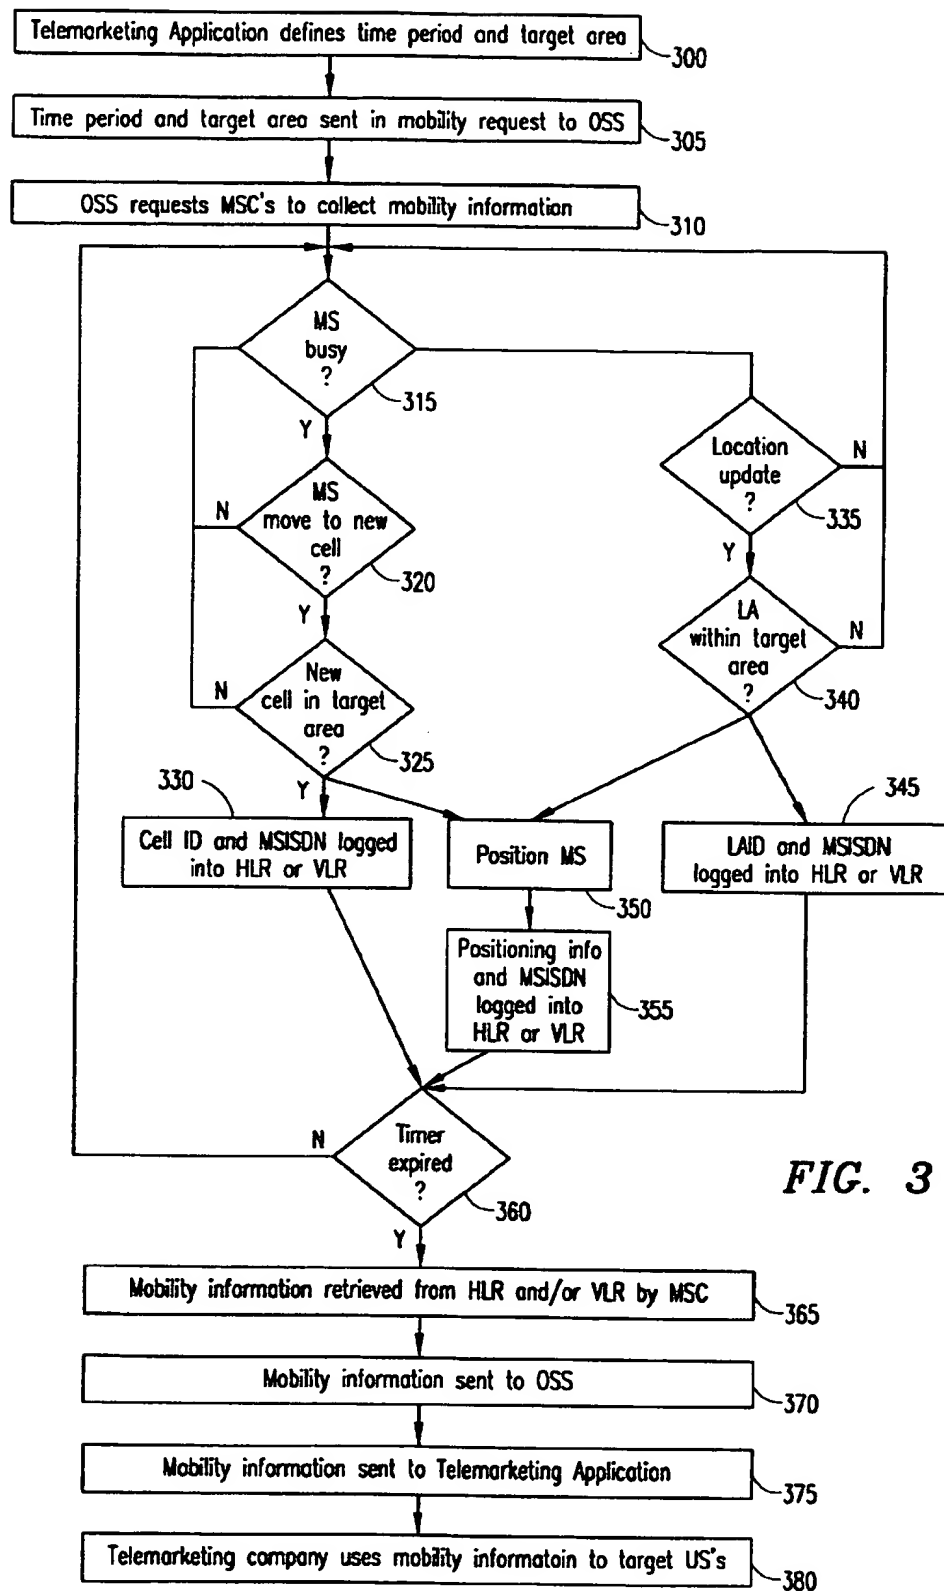 Telemarketing Application defines time period and target area
300
Time period and target area sent in mobility request to OSS
305
OSS requests MSC's to collect mobility information
310
MS
busy
?
315
Y
Location
update
?
N
335
Y
MS
move to new
cell
?
N
320
Y
LA
within target
area
?
N
340
New
cell in target
area
?
N
325
Y
330
Cell ID and MSISDN logged
into HLR or VLR
Position MS
350
345
LAID and MSISDN
logged into HLR or VLR
Positioning info
and MSISDN
logged into
HLR or VLR
355
Timer
expired
?
N
360
Y
FIG. 3
Mobility information retrieved from HLR and/or VLR by MSC
365
Mobility information sent to OSS
370
Mobility information sent to Telemarketing Application
375
Telemarketing company uses mobility informatoin to target US's
380